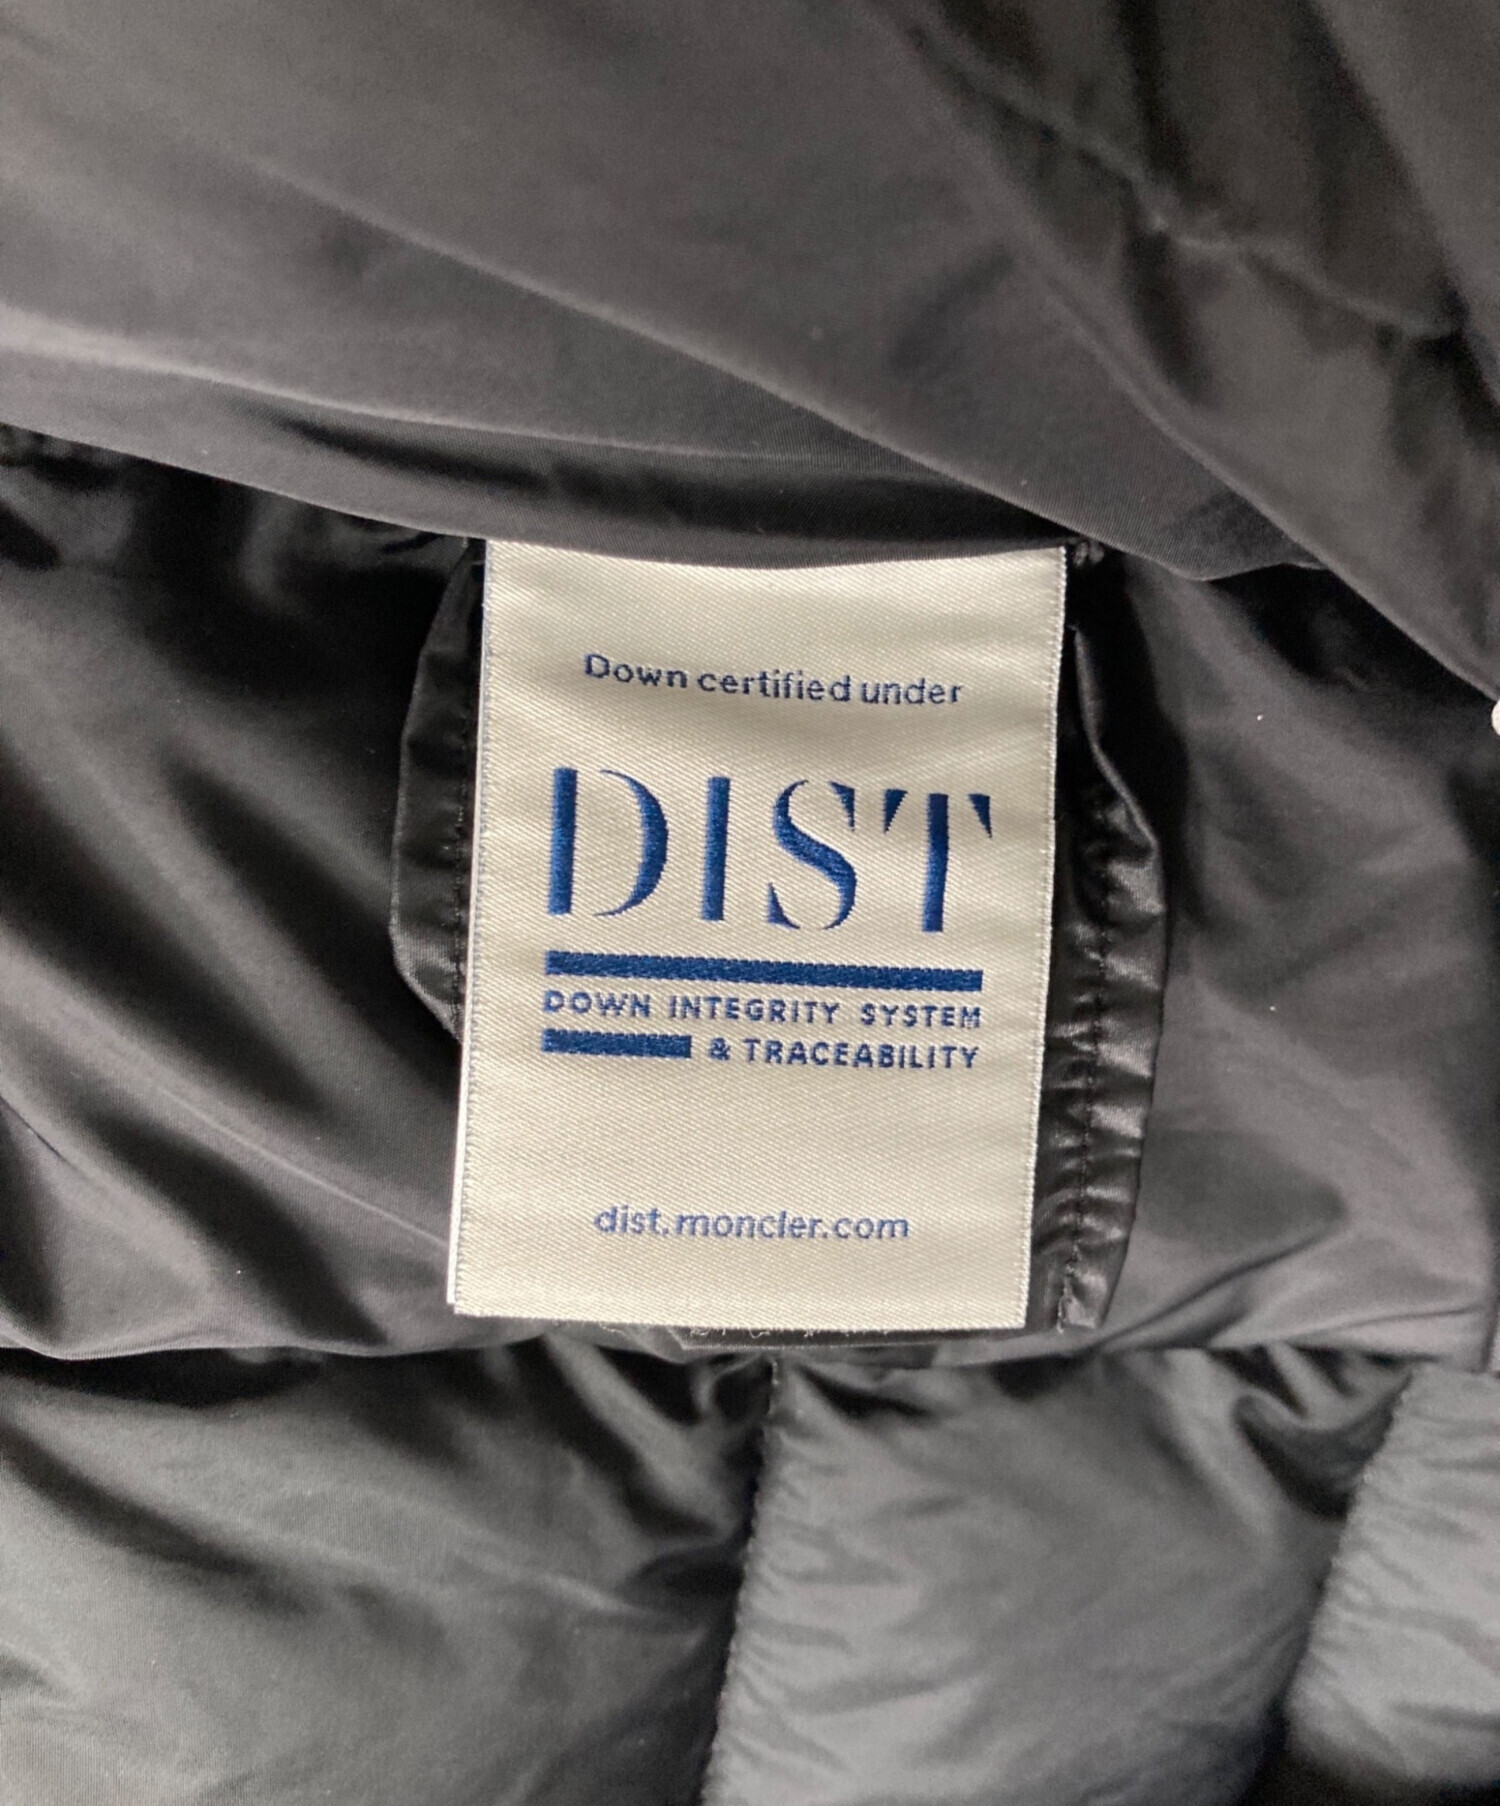 Down certified under
DIST
DOWN INTEGRITY SYSTEM
& TRACEABILITY
dist.moncler.com